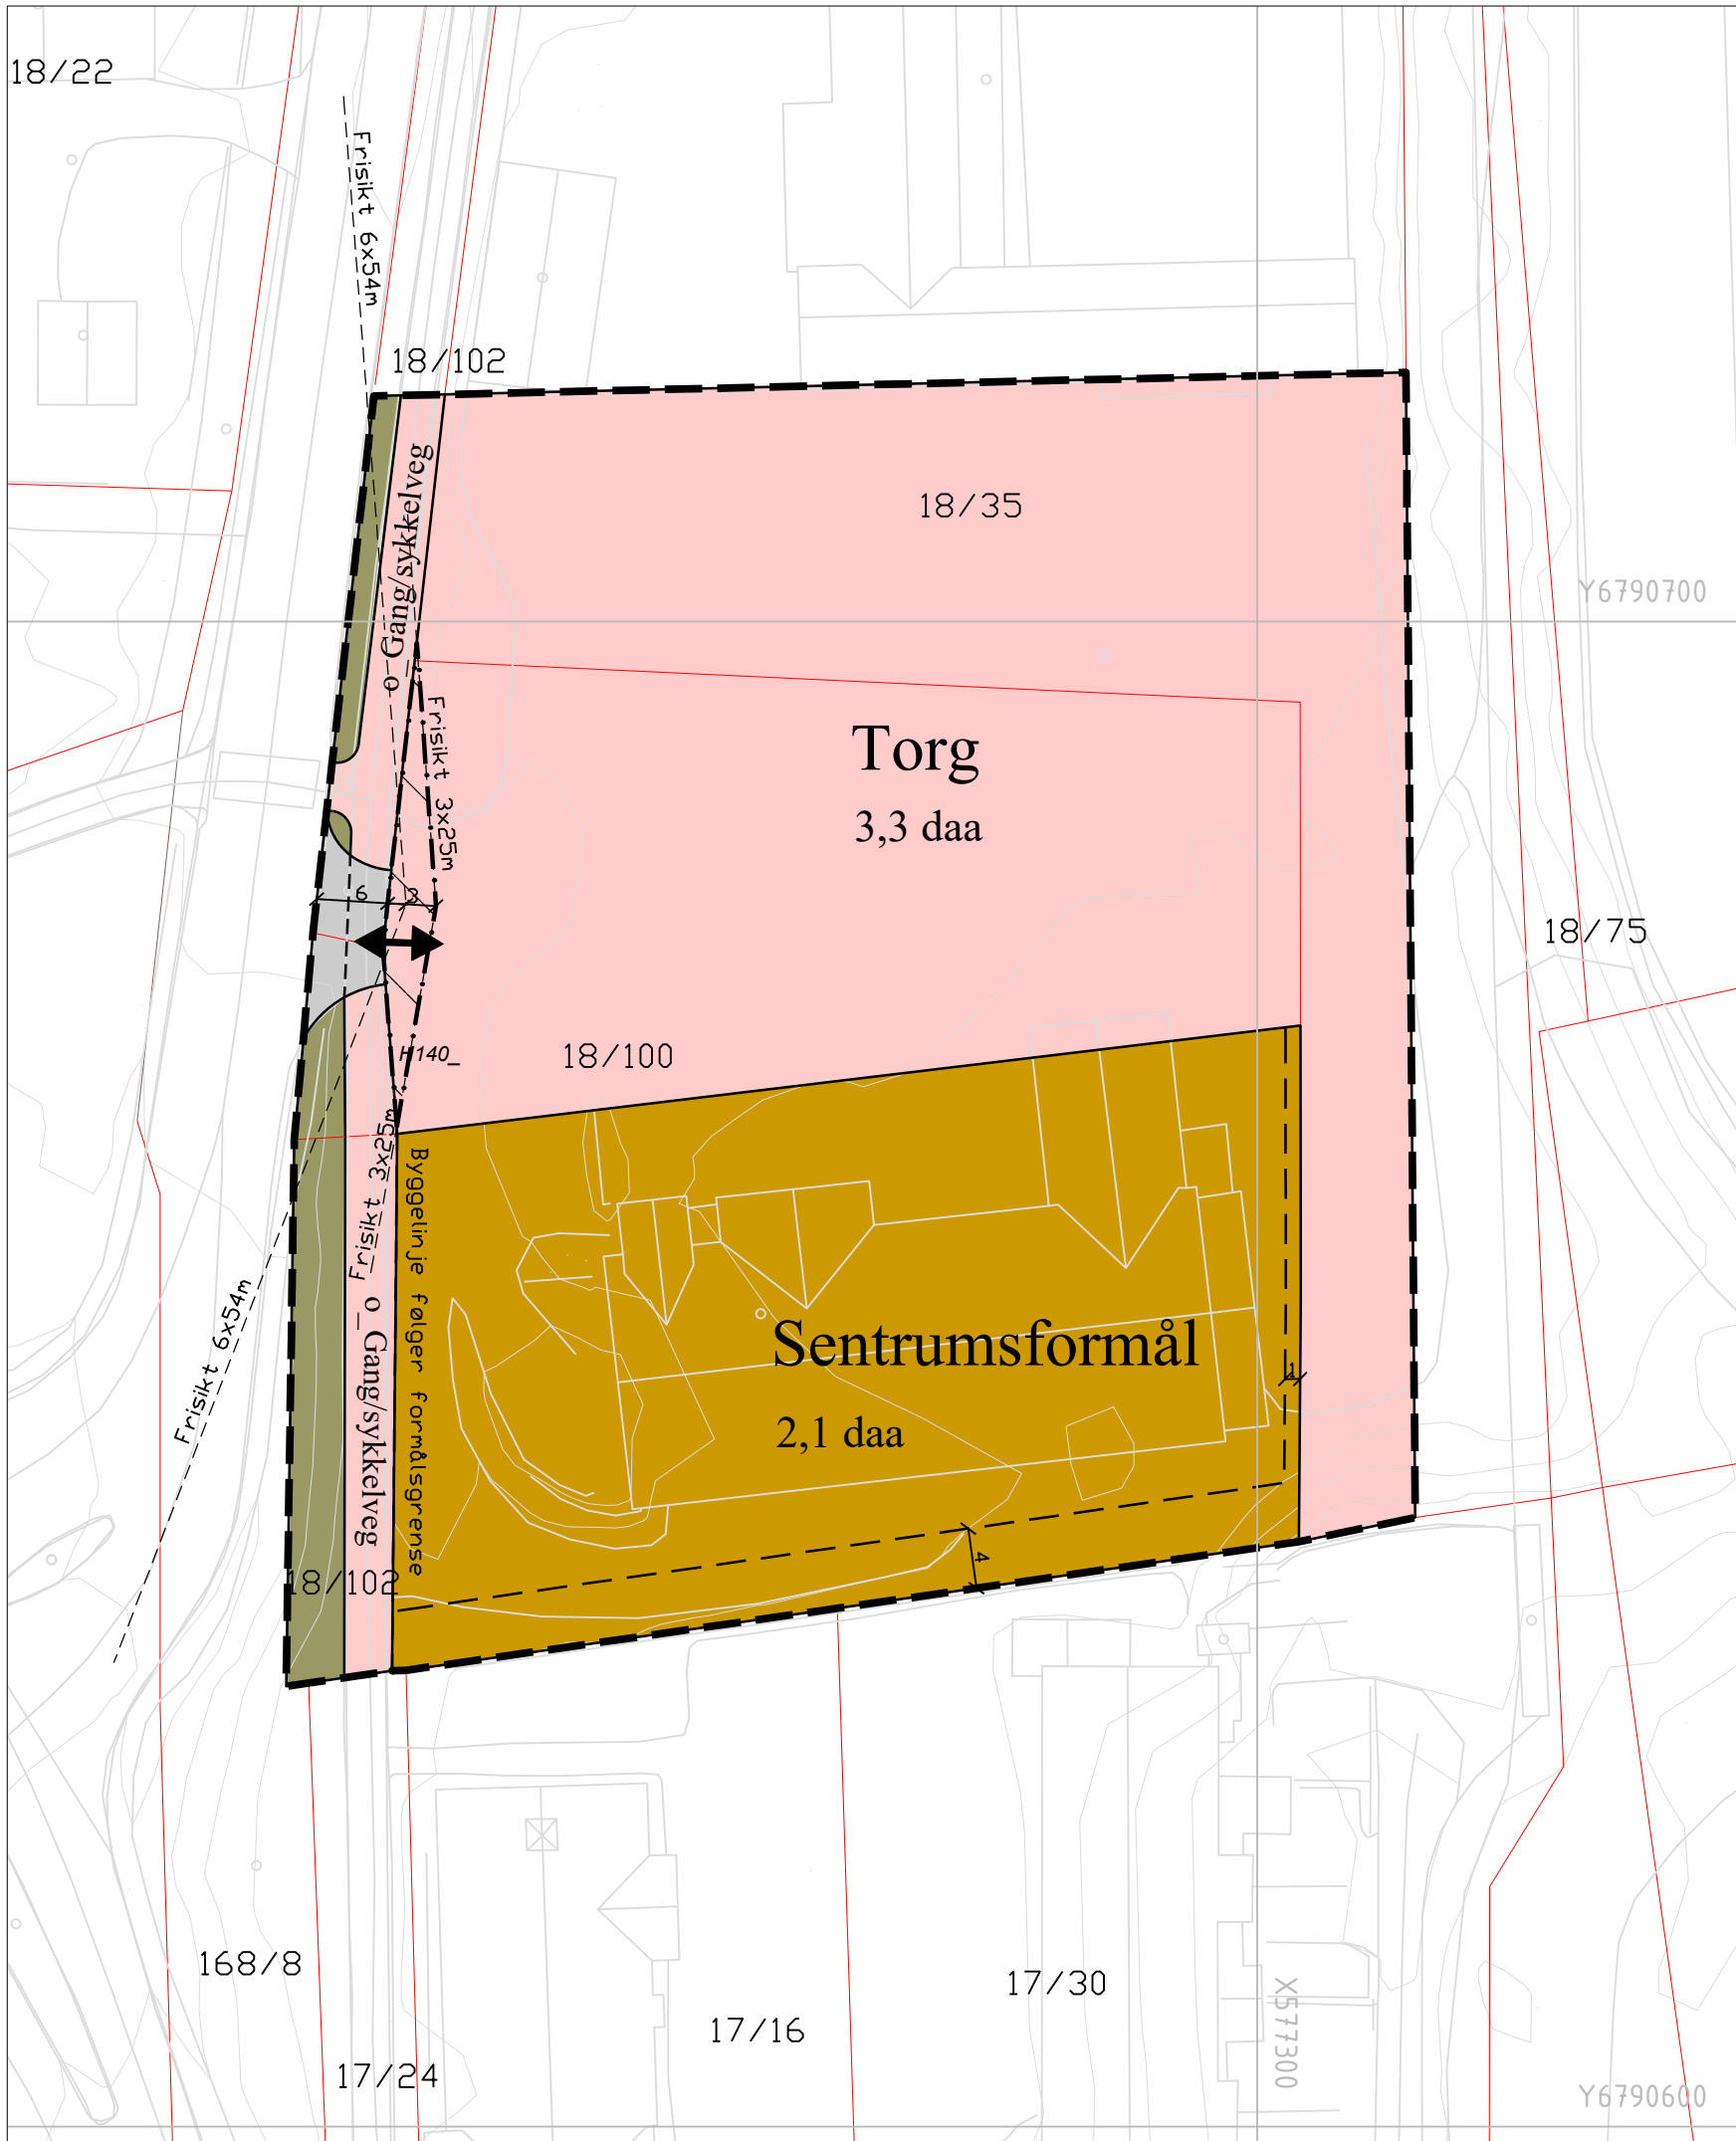 18/22
Frisikt 6x54m
18/102
o_Gang/sykkelveg
18/35
Y6790700
Frisikt 3x25m
Torg
3,3 daa
6
3
18/75
H140_
18/100
Frisikt 3x25m
Byggelinje følger formålsgrense
Frisikt 6x54m
o_Gang/sykkelveg
Sentrumsformål
1
2,1 daa
4
18/102
168/8
17/30
X577300
17/16
17/24
Y6790600